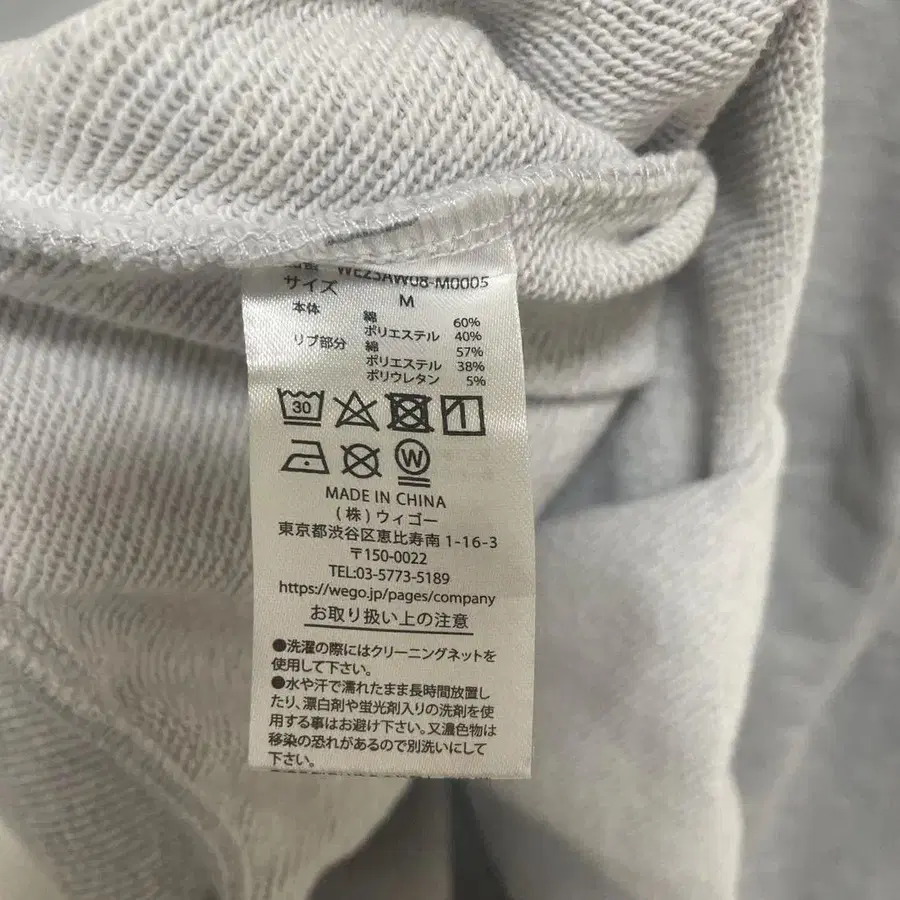 品番 WE23AW08-M0005
サイズ M
本体 綿 60%
ポリエステル 40%
リブ部分 綿 57%
ポリエステル 38%
ポリウレタン 5%
30
W
MADE IN CHINA
(株)ウィゴー
東京都渋谷区恵比寿南1-16-3
〒150-0022
TEL:03-5773-5189
https://wego.jp/pages/company
お取り扱い上の注意
●洗濯の際にはクリーニングネットを
使用して下さい。
●水や汗で濡れたまま長時間放置し
たり、漂白剤や蛍光剤入りの洗剤を使
用する事はお避け下さい。又濃色物は
移染の恐れがあるので別洗いにして
下さい。